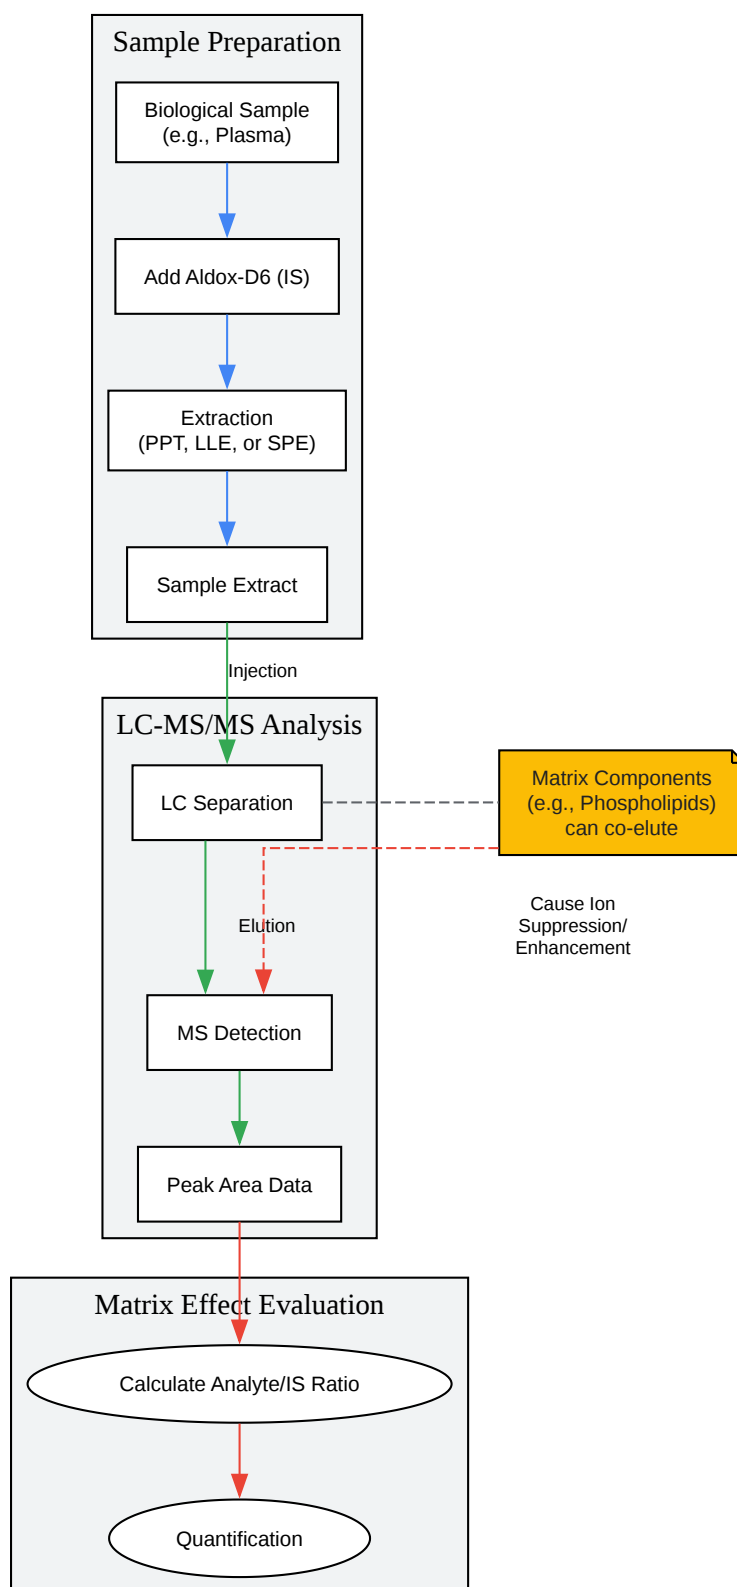 Sample Preparation
Biological Sample
(e.g., Plasma)
Add Aldox-D6 (IS)
Extraction
(PPT, LLE, or SPE)
Sample Extract
Injection
LC-MS/MS Analysis
LC Separation
Matrix Components
(e.g., Phospholipids)
can co-elute
Elution
Cause Ion
Suppression/
Enhancement
MS Detection
Peak Area Data
Matrix Effect Evaluation
Calculate Analyte/IS Ratio
Quantification